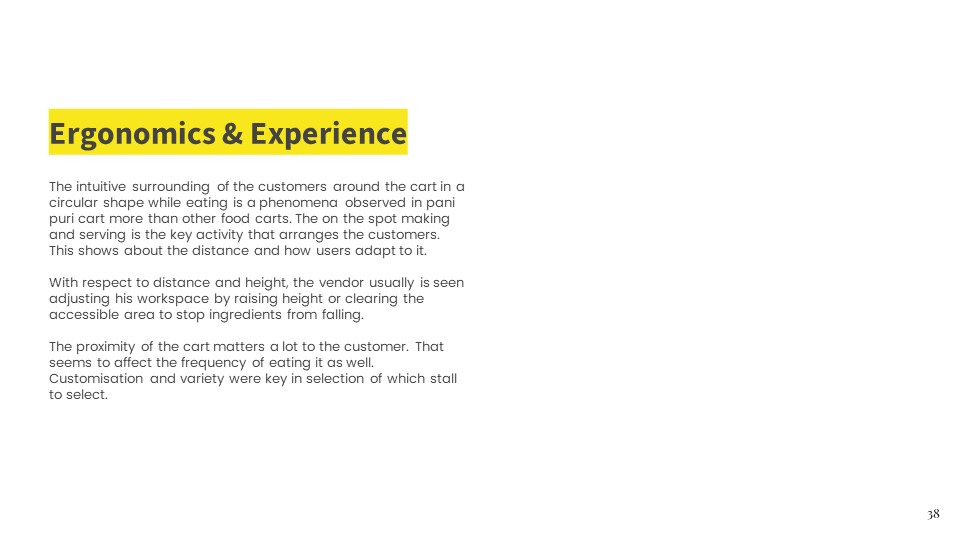 Ergonomics & Experience
The intuitive surrounding of the customers around the cart in a
circular shape while eating is a phenomena observed in pani
puri cart more than other food carts. The on the spot making
and serving is the key activity that arranges the customers.
This shows about the distance and how users adapt to it.
With respect to distance and height, the vendor usually is seen
adjusting his workspace by raising height or clearing the
accessible area to stop ingredients from falling.
The proximity of the cart matters a lot to the customer. That
seems to affect the frequency of eating it as well.
Customisation and variety were key in selection of which stall
to select.
38